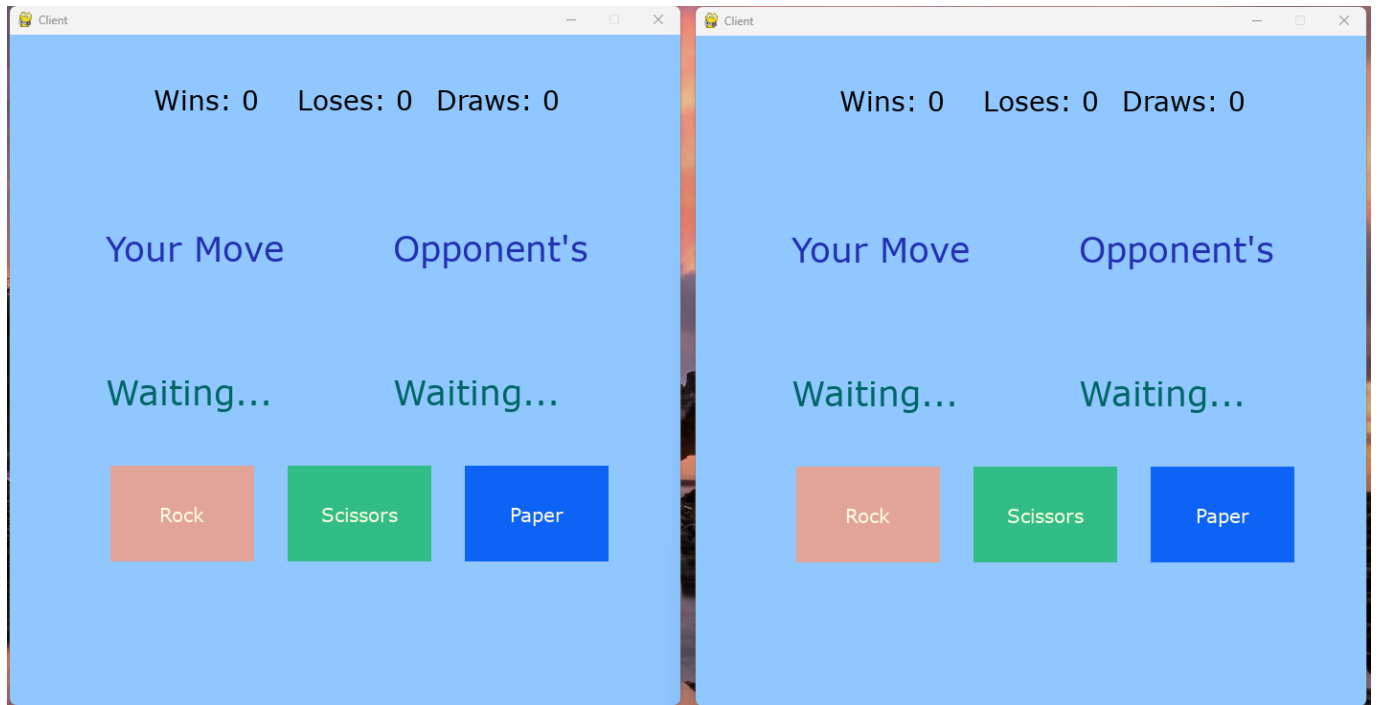 Client
Wins: 0 Loses: 0 Draws: 0
Your Move Opponent's
Waiting... Waiting...
Rock Scissors Paper
Client
Wins: 0 Loses: 0 Draws: 0
Your Move Opponent's
Waiting... Waiting...
Rock Scissors Paper